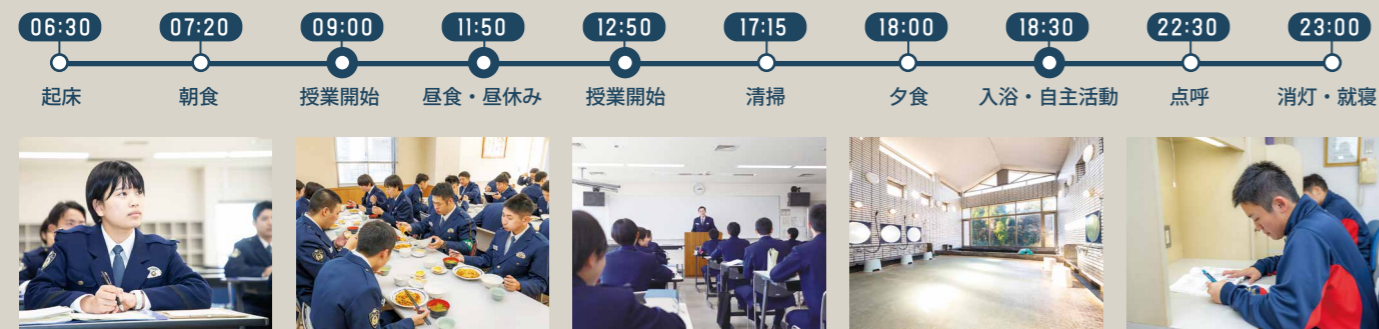 06:30 07:20 09:00 11:50 12:50 17:15 18:00 18:30 22:30 23:00
起床 朝食 授業開始 昼食・昼休み 授業開始 清掃 夕食 入浴・自主活動 点呼 消灯・就寝